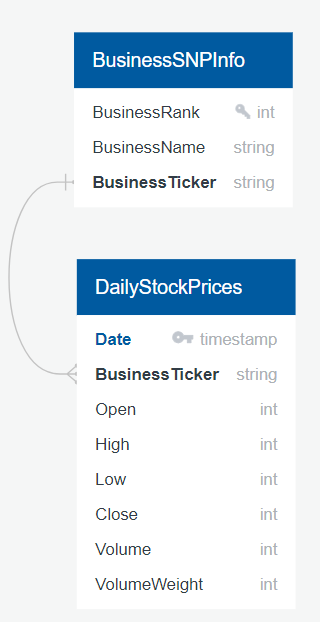 BusinessSNPInfo
BusinessRank int
BusinessName string
BusinessTicker string
DailyStockPrices
Date timestamp
BusinessTicker string
Open int
High int
Low int
Close int
Volume int
VolumeWeight int